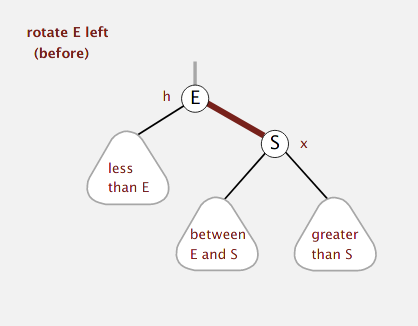 rotate E left
(before)
h
E
S
x
less
than E
between
E and S
greater
than S